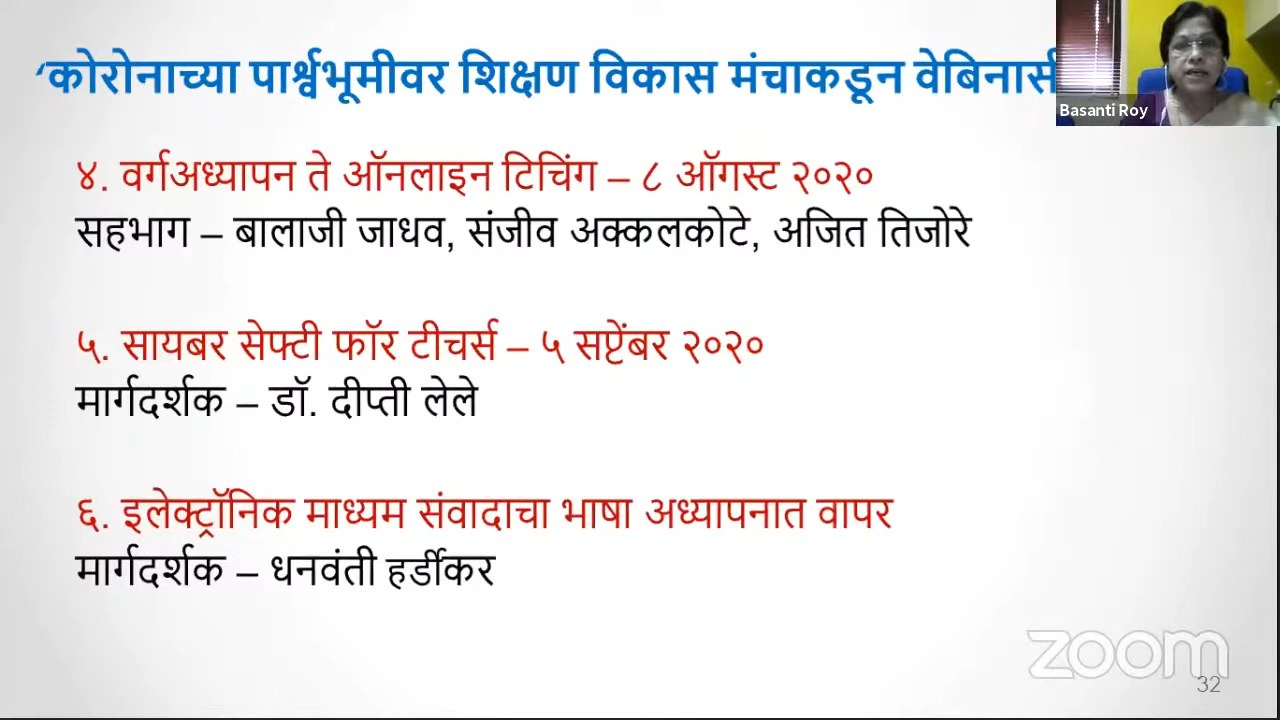 ‘कोरोनाच्या पार्श्वभूमीवर शिक्षण विकास मंचाकडून वेबिनार्स
Basanti Roy
४. वर्गअध्यापन ते ऑनलाइन टिचिंग – ८ ऑगस्ट २०२०
सहभाग – बालाजी जाधव, संजीव अक्कलकोटे, अजित तिजोरे
५. सायबर सेफ्टी फॉर टीचर्स – ५ सप्टेंबर २०२०
मार्गदर्शक – डॉ. दीप्ती लेले
६. इलेक्ट्रॉनिक माध्यम संवादाचा भाषा अध्यापनात वापर
मार्गदर्शक – धनवंती हर्डीकर
zoom
32